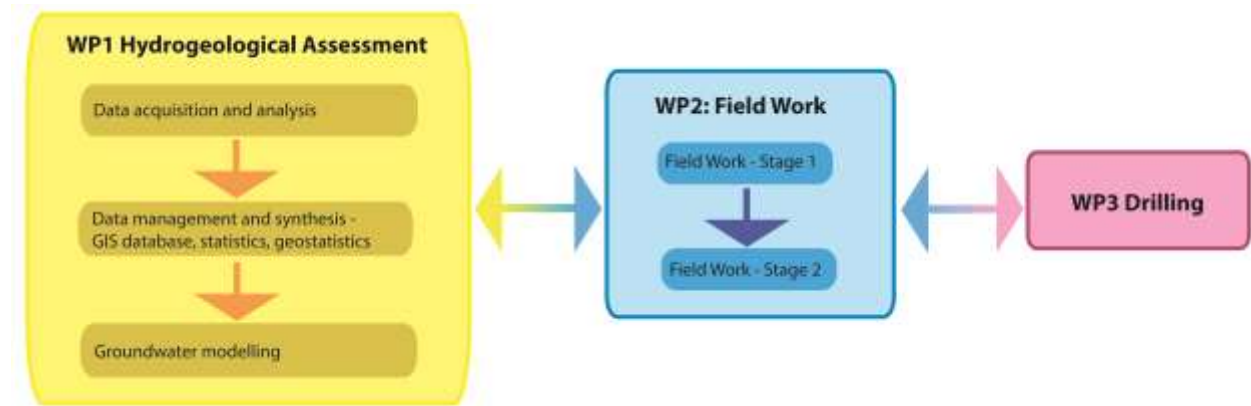 WP1 Hydrogeological Assessment
Data acquisition and analysis
Data management and synthesis -
GIS database, statistics, geostatistics
Groundwater modelling
WP2: Field Work
Field Work - Stage 1
Field Work - Stage 2
WP3 Drilling